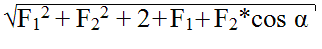 √F₁² + F₂² + 2+F₁+F₂*cos α